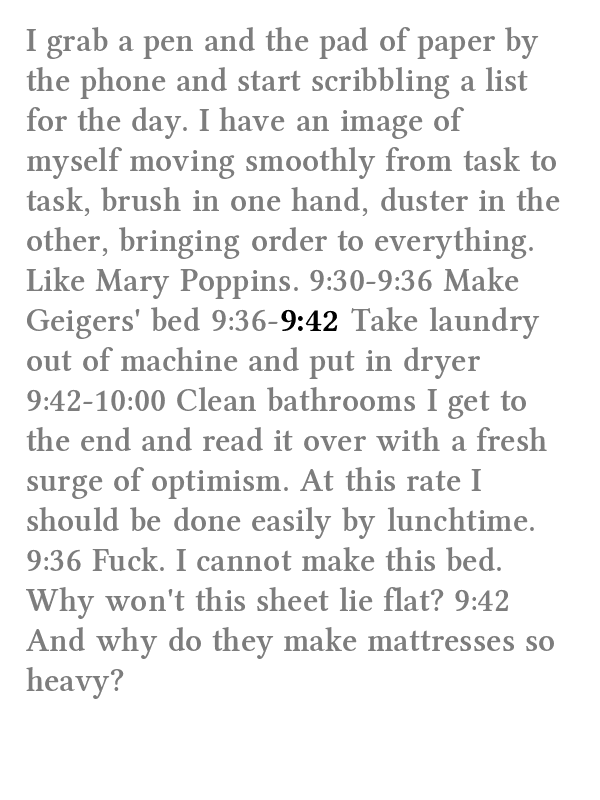 I grab a pen and the pad of paper by
the phone and start scribbling a list
for the day. I have an image of
myself moving smoothly from task to
task, brush in one hand, duster in the
other, bringing order to everything.
Like Mary Poppins. 9:30-9:36 Make
Geigers' bed 9:36-9:42 Take laundry
out of machine and put in dryer
9:42-10:00 Clean bathrooms I get to
the end and read it over with a fresh
surge of optimism. At this rate I
should be done easily by lunchtime.
9:36 Fuck. I cannot make this bed.
Why won't this sheet lie flat? 9:42
And why do they make mattresses so
heavy?